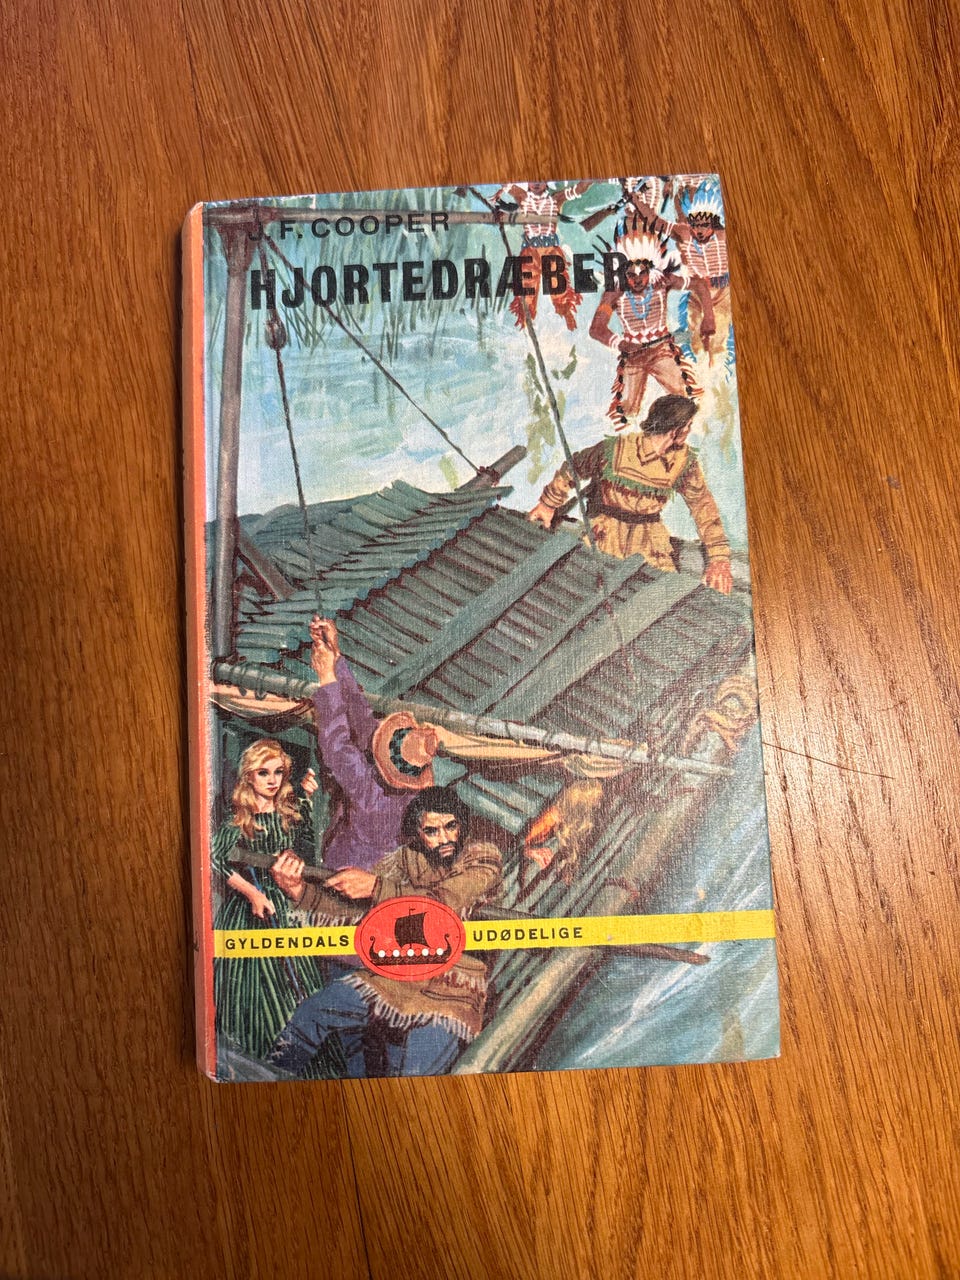 J. F. COOPER
HJORTEDRÆBER
GYLDENDALS UDØDELIGE